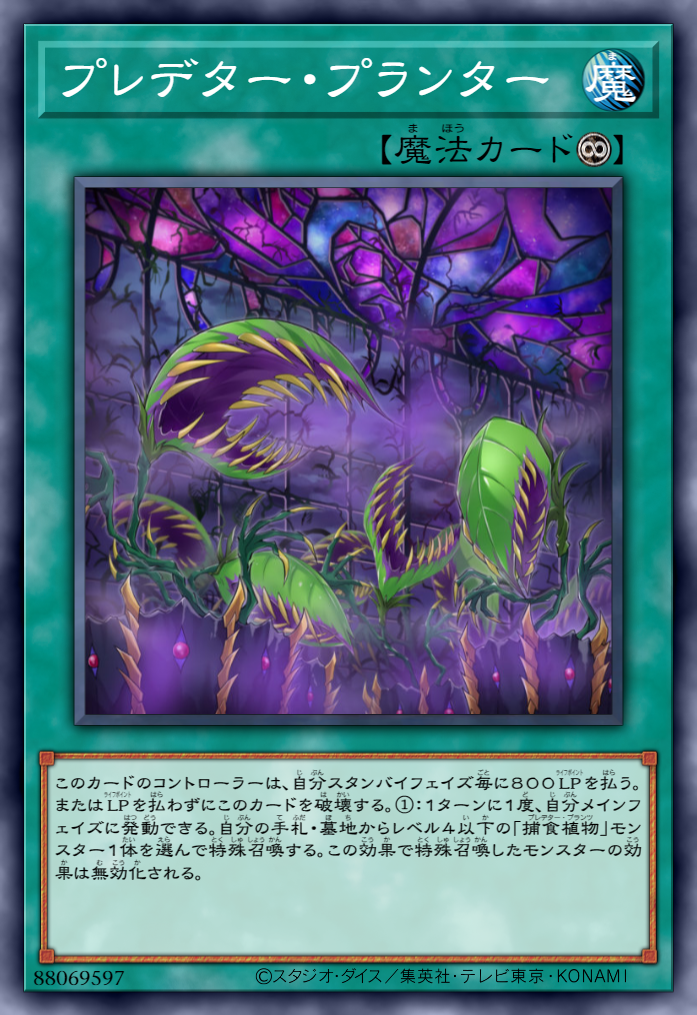 プレデター・プランター
魔
【魔法カード】
このカードのコントローラーは、自分スタンバイフェイズ毎に800LPを払う。
またはLPを払わずにこのカードを破壊する。①：1ターンに1度、自分メインフ
ェイズに発動できる。自分の手札・墓地からレベル4以下の「捕食植物」モン
スター1体を選んで特殊召喚する。この効果で特殊召喚したモンスターの効
果は無効化される。
88069597
©スタジオ・ダイス／集英社・テレビ東京・KONAMI